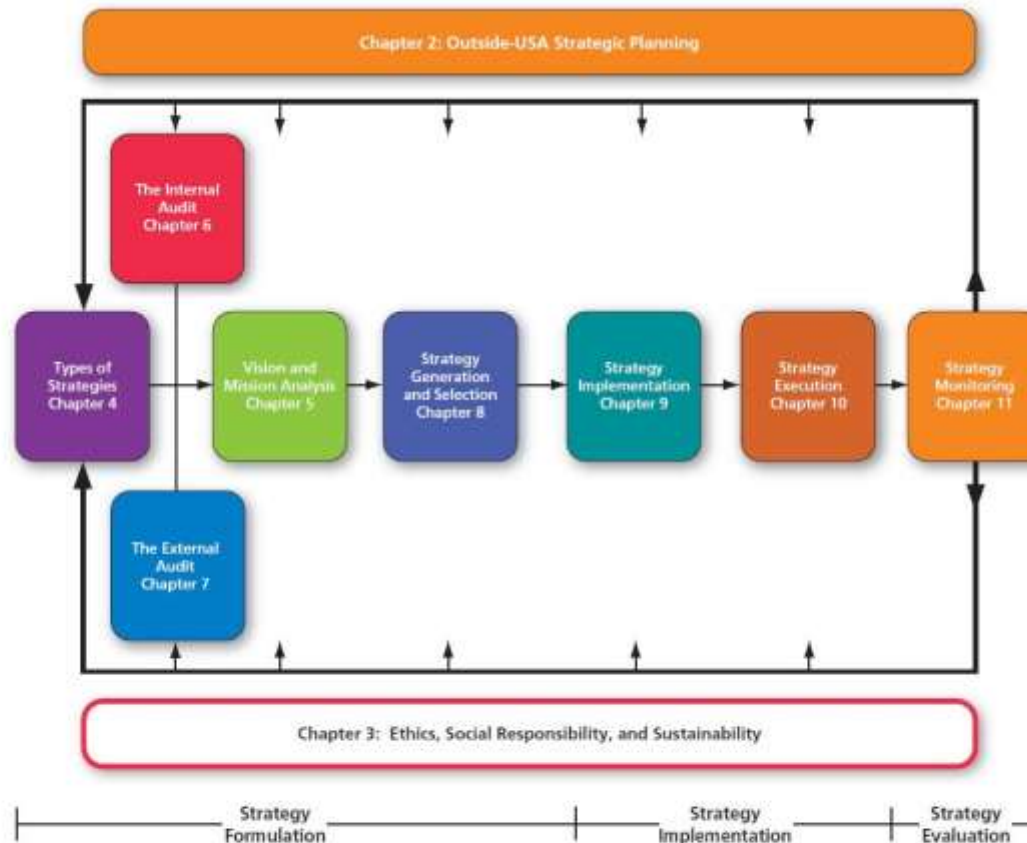 Chapter 2: Outside-USA Strategic Planning
The Internal
Audit
Chapter 6
Types of
Strategies
Chapter 4
Vision and
Mission Analysis
Chapter 5
Strategy
Generation
and Selection
Chapter 8
Strategy
Implementation
Chapter 9
Strategy
Execution
Chapter 10
Strategy
Monitoring
Chapter 11
The External
Audit
Chapter 7
Chapter 3: Ethics, Social Responsibility, and Sustainability
Strategy
Formulation
Strategy
Implementation
Strategy
Evaluation